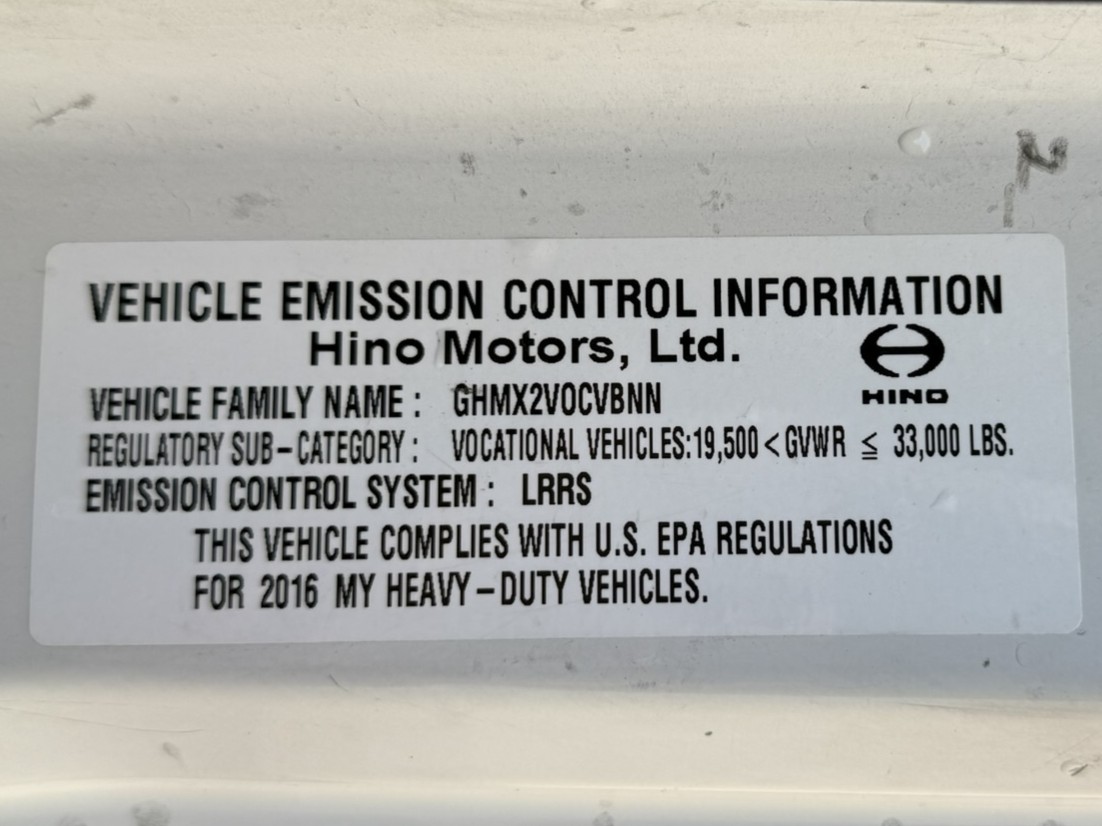 VEHICLE EMISSION CONTROL INFORMATION
Hino Motors, Ltd.
HINO
VEHICLE FAMILY NAME : GHMX2VOCVBNN
REGULATORY SUB-CATEGORY : VOCATIONAL VEHICLES:19,500 < GVWR ≦ 33,000 LBS.
EMISSION CONTROL SYSTEM : LRRS
THIS VEHICLE COMPLIES WITH U.S. EPA REGULATIONS
FOR 2016 MY HEAVY-DUTY VEHICLES.